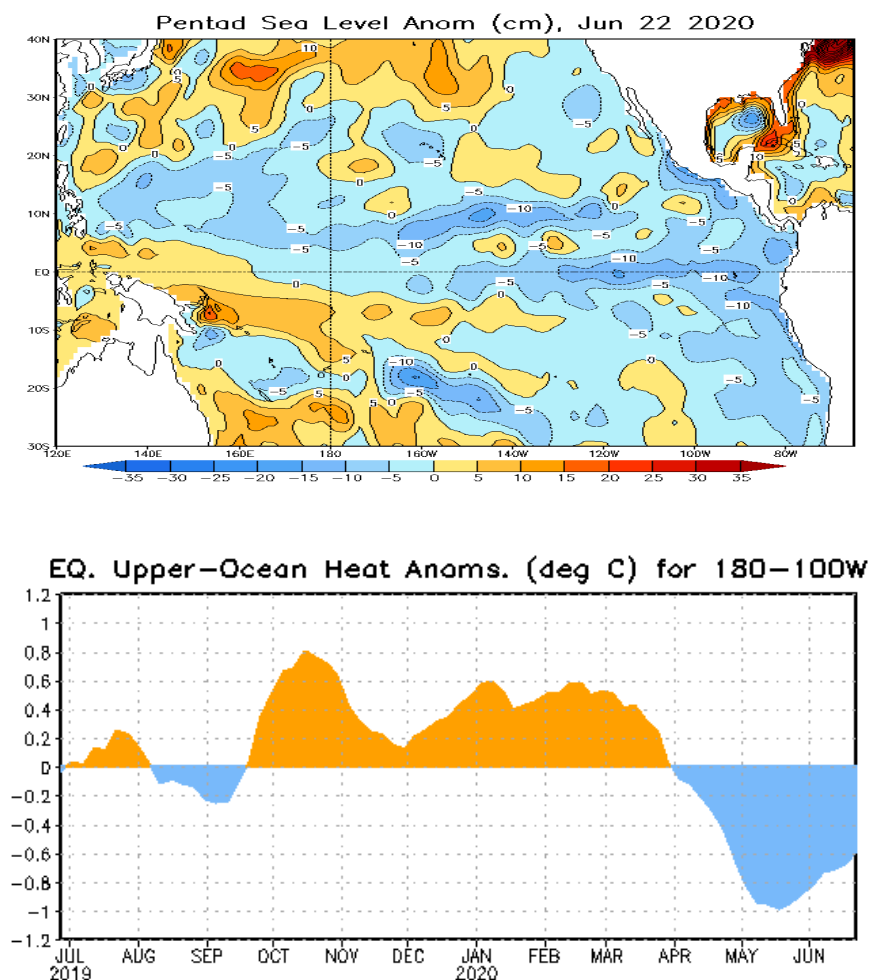 Pentad Sea Level Anom (cm), Jun 22 2020
40N
30N
20N
10N
EQ
10S
20S
30S
120E 140E 160E 180 160W 140W 120W 100W 80W
-35 -30 -25 -20 -15 -10 -5 0 5 10 15 20 25 30 35
EQ. Upper-Ocean Heat Anoms. (deg C) for 180-100W
1.2
1
0.8
0.6
0.4
0.2
0
-0.2
-0.4
-0.6
-0.8
-1
-1.2
JUL AUG SEP OCT NOV DEC JAN FEB MAR APR MAY JUN
2019 2020